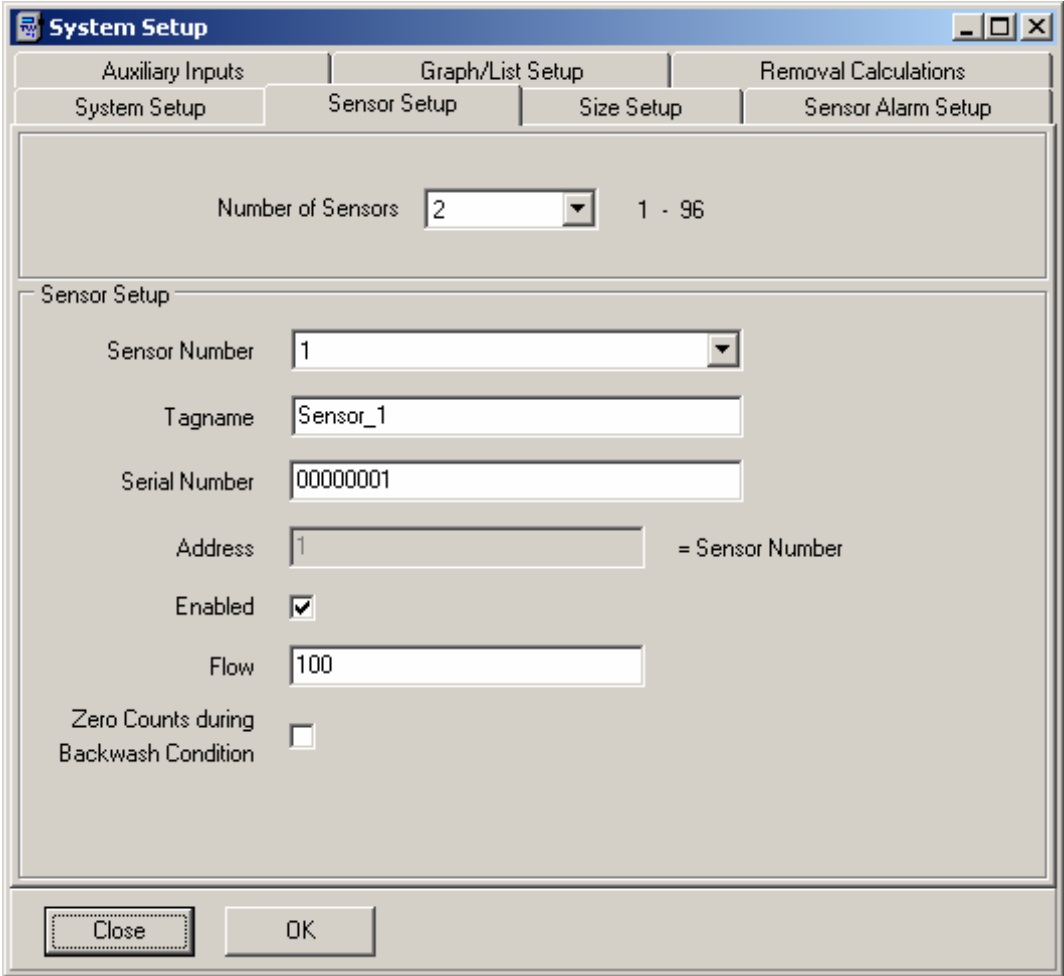 System Setup
Auxiliary Inputs Graph/List Setup Removal Calculations
System Setup Sensor Setup Size Setup Sensor Alarm Setup
Number of Sensors 2 1 - 96
Sensor Setup
Sensor Number 1
Tagname Sensor_1
Serial Number 00000001
Address 1 = Sensor Number
Enabled
Flow 100
Zero Counts during
Backwash Condition
Close OK